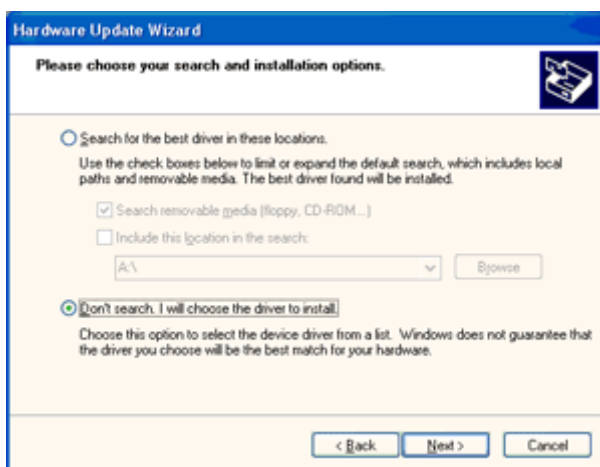 Hardware Update Wizard
Please choose your search and installation options.
Search for the best driver in these locations.
Use the check boxes below to limit or expand the default search, which includes local
paths and removable media. The best driver found will be installed.
Search removable media (floppy, CD-ROM...)
Include this location in the search:
A:\
Browse
Don't search. I will choose the driver to install.
Choose this option to select the device driver from a list. Windows does not guarantee that
the driver you choose will be the best match for your hardware.
< Back
Next >
Cancel